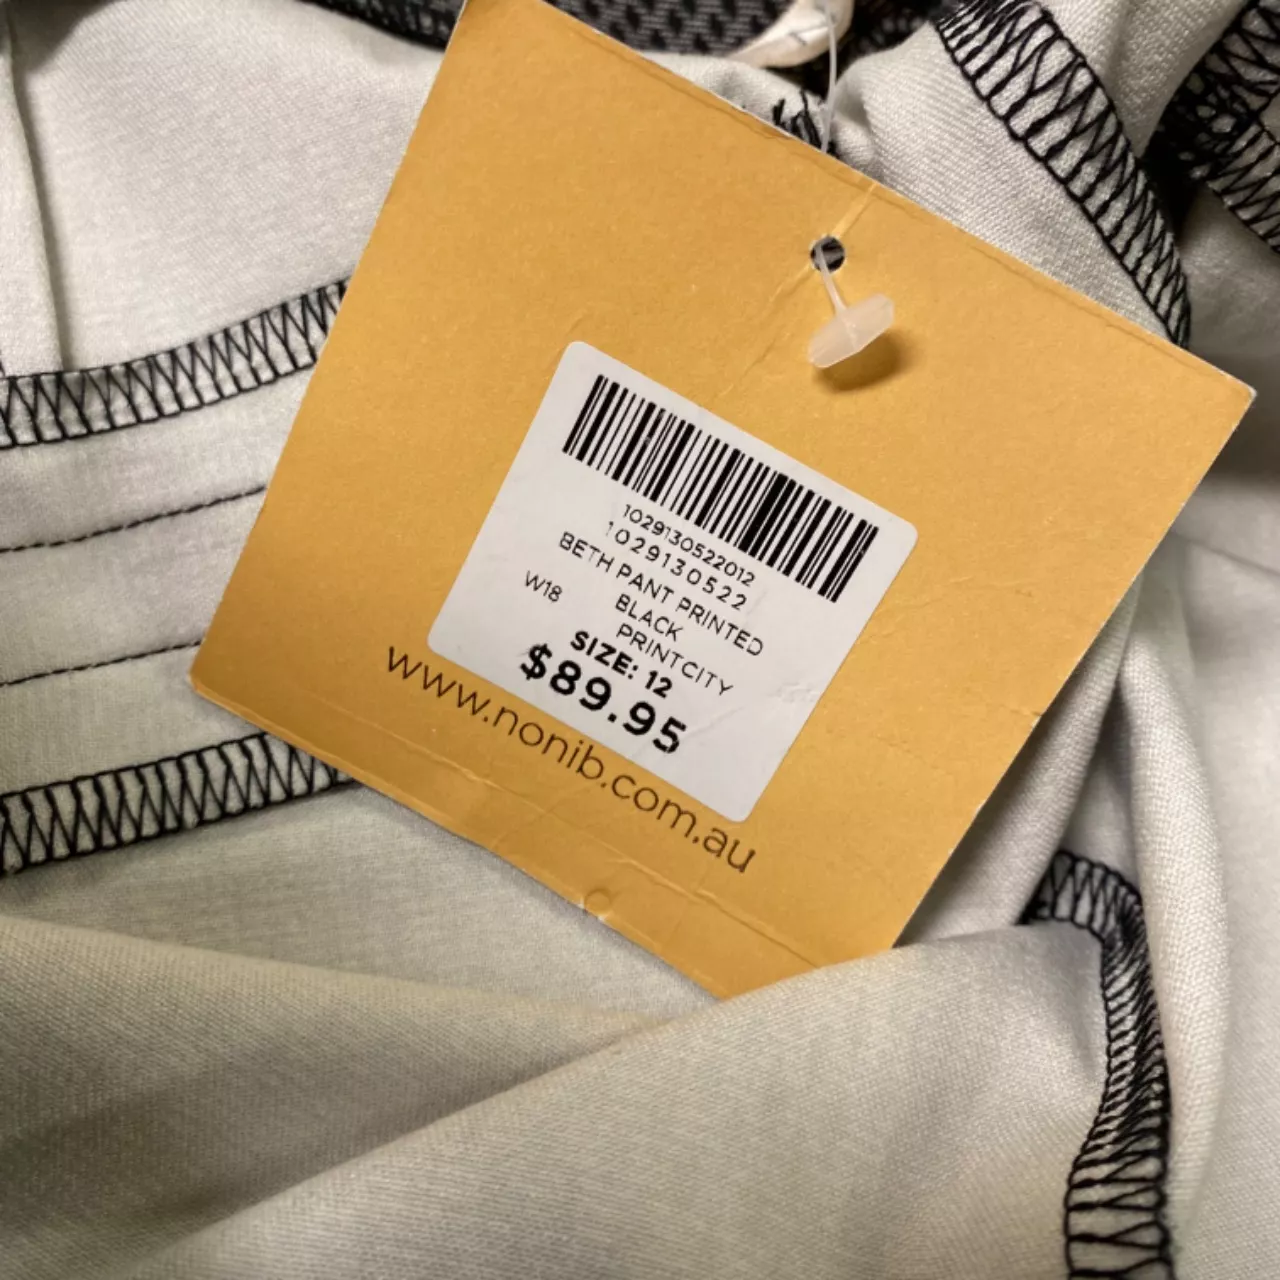 1029130522012
1029130522
BETH PANT PRINTED
W18 BLACK
PRINTCITY
SIZE: 12
$89.95
www.nonib.com.au